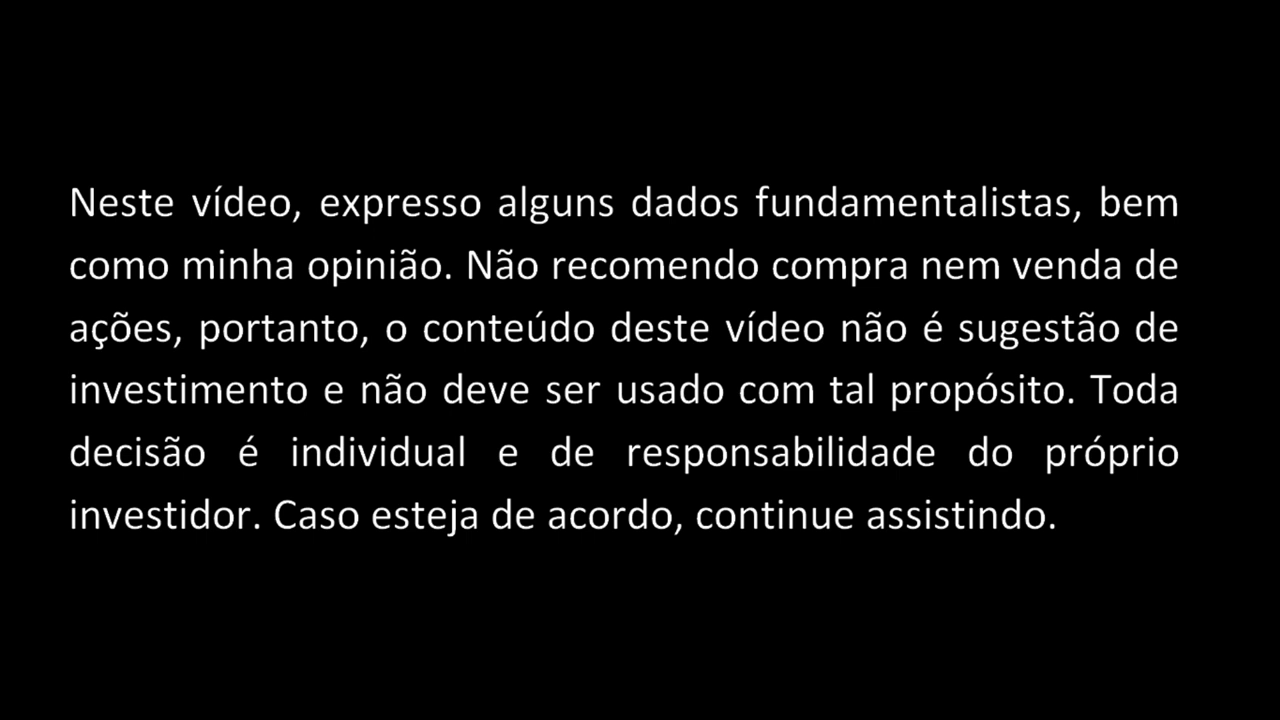 Neste vídeo, expresso alguns dados fundamentalistas, bem
como minha opinião. Não recomendo compra nem venda de
ações, portanto, o conteúdo deste vídeo não é sugestão de
investimento e não deve ser usado com tal propósito. Toda
decisão é individual e de responsabilidade do próprio
investidor. Caso esteja de acordo, continue assistindo.